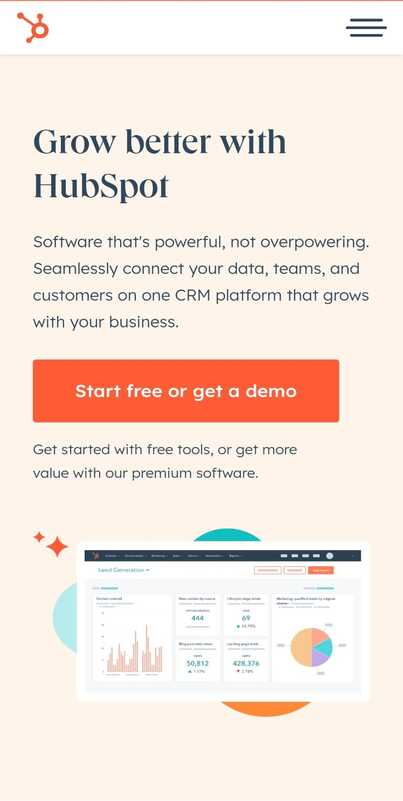 Grow better with
HubSpot
Software that's powerful, not overpowering.
Seamlessly connect your data, teams, and
customers on one CRM platform that grows
with your business.
Start free or get a demo
Get started with free tools, or get more
value with our premium software.
Lead Generation
444
69
50,812
428,376